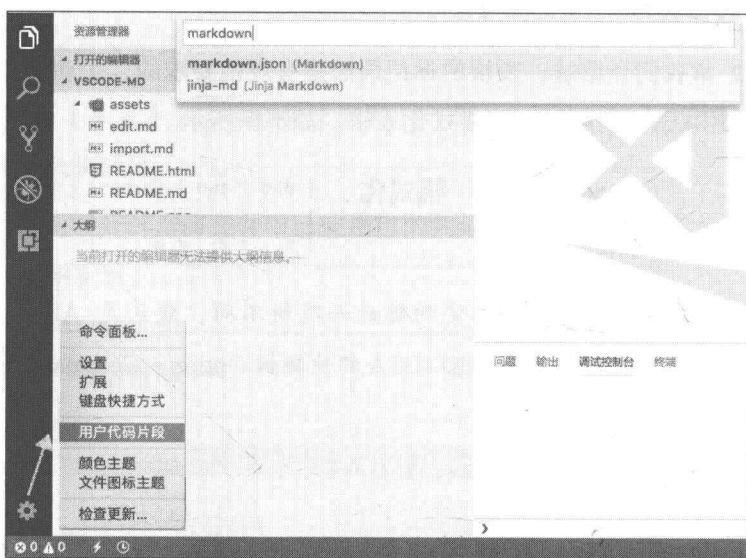 资源管理器
markdown
打开的编辑器
markdown.json (Markdown)
VSCODE-MD
jinja-md (Jinja Markdown)
assets
edit.md
import.md
README.html
README.md
大纲
当前打开的编辑器无法提供大纲信息。
命令面板...
设置
扩展
键盘快捷方式
用户代码片段
颜色主题
文件图标主题
检查更新...
问题 输出 调试控制台 终端
0 0